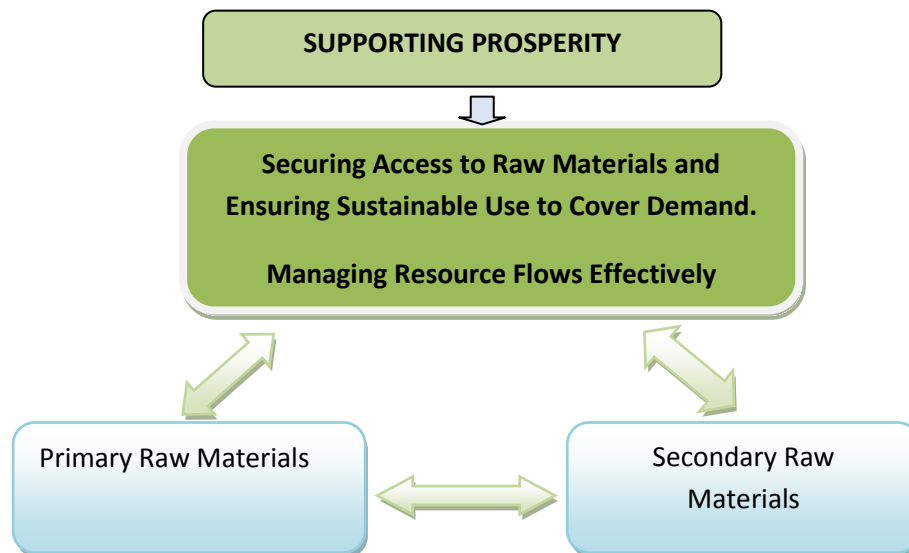 SUPPORTING PROSPERITY
Securing Access to Raw Materials and
Ensuring Sustainable Use to Cover Demand.
Managing Resource Flows Effectively
Primary Raw Materials
Secondary Raw
Materials